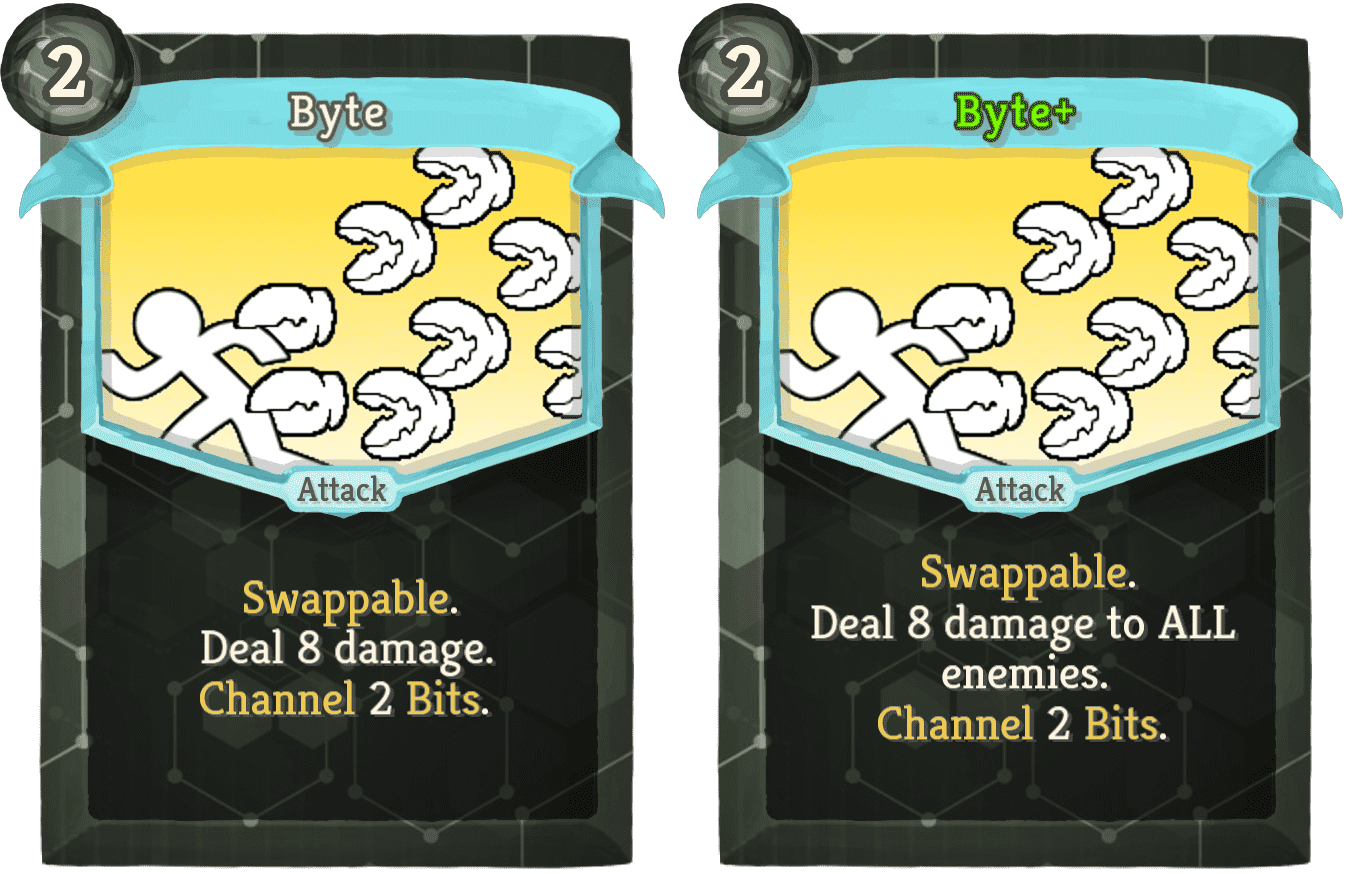 2
Byte
Attack
Swappable.
Deal 8 damage.
Channel 2 Bits.
2
Byte+
Attack
Swappable.
Deal 8 damage to ALL
enemies.
Channel 2 Bits.